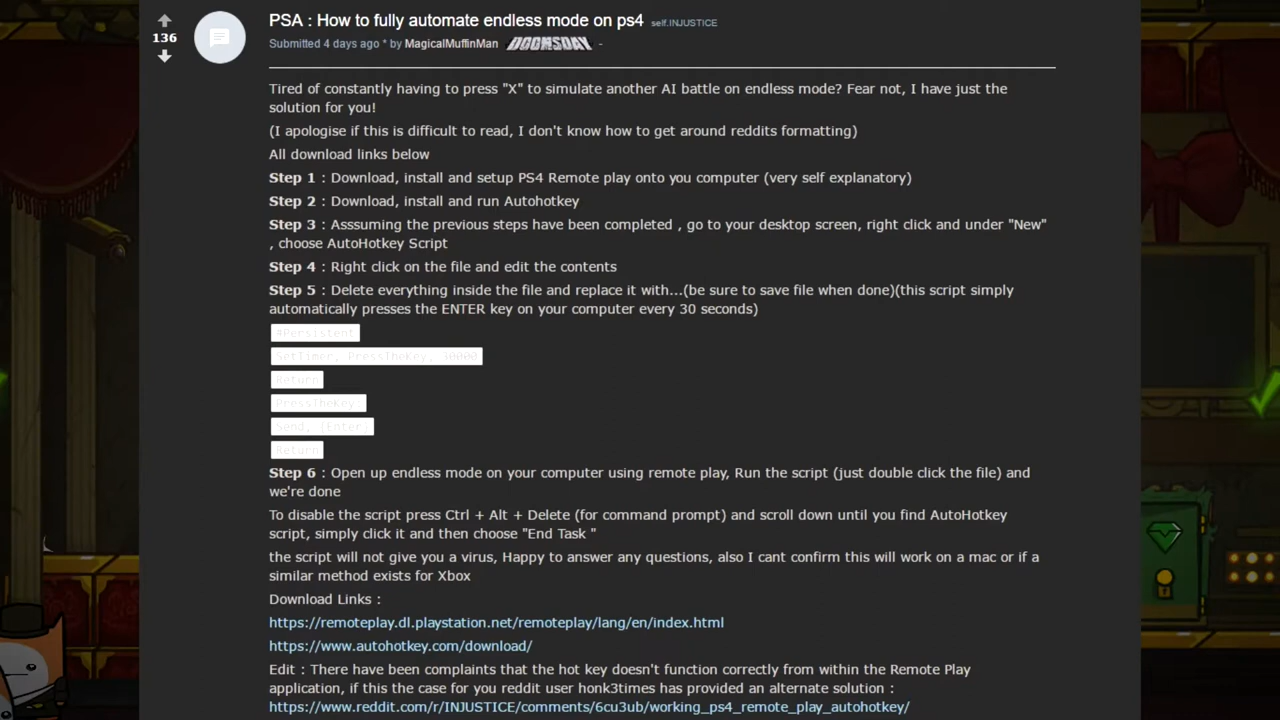 PSA : How to fully automate endless mode on ps4 self.INJUSTICE
136
Submitted 4 days ago * by MagicalMuffinMan DOOMSDAY -
Tired of constantly having to press "X" to simulate another AI battle on endless mode? Fear not, I have just the
solution for you!
(I apologise if this is difficult to read, I don't know how to get around reddits formatting)
All download links below
Step 1 : Download, install and setup PS4 Remote play onto you computer (very self explanatory)
Step 2 : Download, install and run Autohotkey
Step 3 : Asssuming the previous steps have been completed , go to your desktop screen, right click and under "New"
, choose AutoHotkey Script
Step 4 : Right click on the file and edit the contents
Step 5 : Delete everything inside the file and replace it with...(be sure to save file when done)(this script simply
automatically presses the ENTER key on your computer every 30 seconds)
#Persistent
SetTimer, PressTheKey, 30000
Return
PressTheKey:
Send, {Enter}
Return
Step 6 : Open up endless mode on your computer using remote play, Run the script (just double click the file) and
we're done
To disable the script press Ctrl + Alt + Delete (for command prompt) and scroll down until you find AutoHotkey
script, simply click it and then choose "End Task "
the script will not give you a virus, Happy to answer any questions, also I cant confirm this will work on a mac or if a
similar method exists for Xbox
Download Links :
https://remoteplay.dl.playstation.net/remoteplay/lang/en/index.html
https://www.autohotkey.com/download/
Edit : There have been complaints that the hot key doesn't function correctly from within the Remote Play
application, if this the case for you reddit user honk3times has provided an alternate solution :
https://www.reddit.com/r/INJUSTICE/comments/6cu3ub/working_ps4_remote_play_autohotkey/